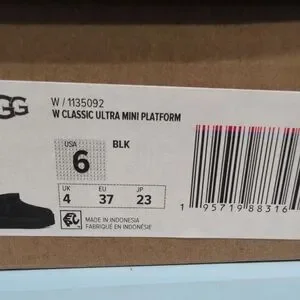 GG
W / 1135092
W CLASSIC ULTRA MINI PLATFORM
USA
6
BLK
UK EU JP
4 37 23
MADE IN INDONESIA
FABRIQUÉ EN INDONÉSIE
1 95719 88316